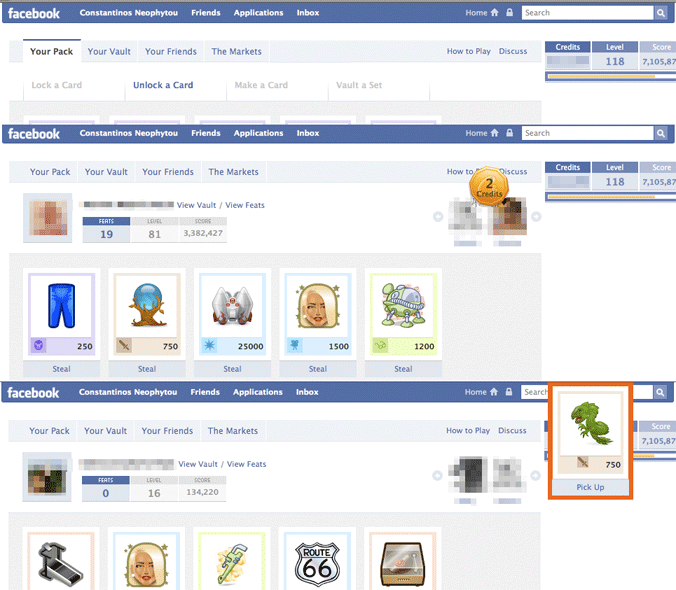 facebook Constantinos Neophytou Friends Applications Inbox Home Search
Your Pack Your Vault Your Friends The Markets How to Play Discuss Credits Level Score
118 7,105,87
Lock a Card Unlock a Card Make a Card Vault a Set
facebook Constantinos Neophytou Friends Applications Inbox Home Search
Your Pack Your Vault Your Friends The Markets How to Discuss Credits Level Score
118 7,105,87
2
Credits
View Vault / View Feats
FEATS LEVEL SCORE
19 81 3,382,427
250 750 25000 1500 1200
Steal Steal Steal Steal Steal
facebook Constantinos Neophytou Friends Applications Inbox Home Sear
Your Pack Your Vault Your Friends The Markets How to Play Discuss Score
7,105,87
750
Pick Up
View Vault / View Feats
FEATS LEVEL SCORE
0 16 134,220
ROUTE
66